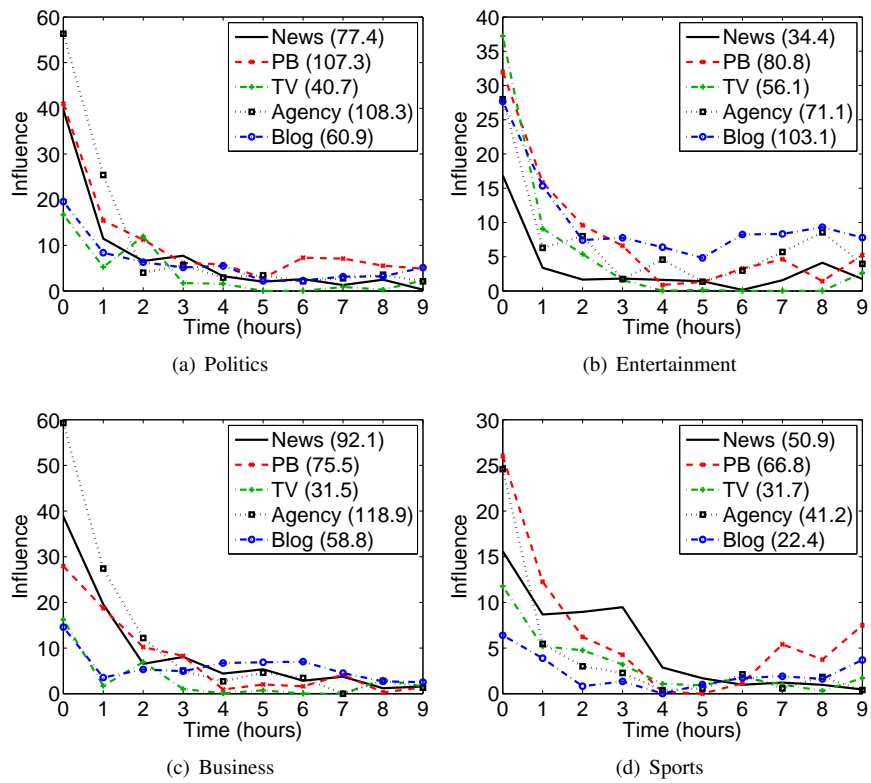 60
50
40
30
20
10
0
Influence
0 1 2 3 4 5 6 7 8 9
Time (hours)
News (77.4)
PB (107.3)
TV (40.7)
Agency (108.3)
Blog (60.9)
(a) Politics
40
35
30
25
20
15
10
5
0
Influence
0 1 2 3 4 5 6 7 8 9
Time (hours)
News (34.4)
PB (80.8)
TV (56.1)
Agency (71.1)
Blog (103.1)
(b) Entertainment
60
50
40
30
20
10
0
Influence
0 1 2 3 4 5 6 7 8 9
Time (hours)
News (92.1)
PB (75.5)
TV (31.5)
Agency (118.9)
Blog (58.8)
(c) Business
30
25
20
15
10
5
0
Influence
0 1 2 3 4 5 6 7 8 9
Time (hours)
News (50.9)
PB (66.8)
TV (31.7)
Agency (41.2)
Blog (22.4)
(d) Sports